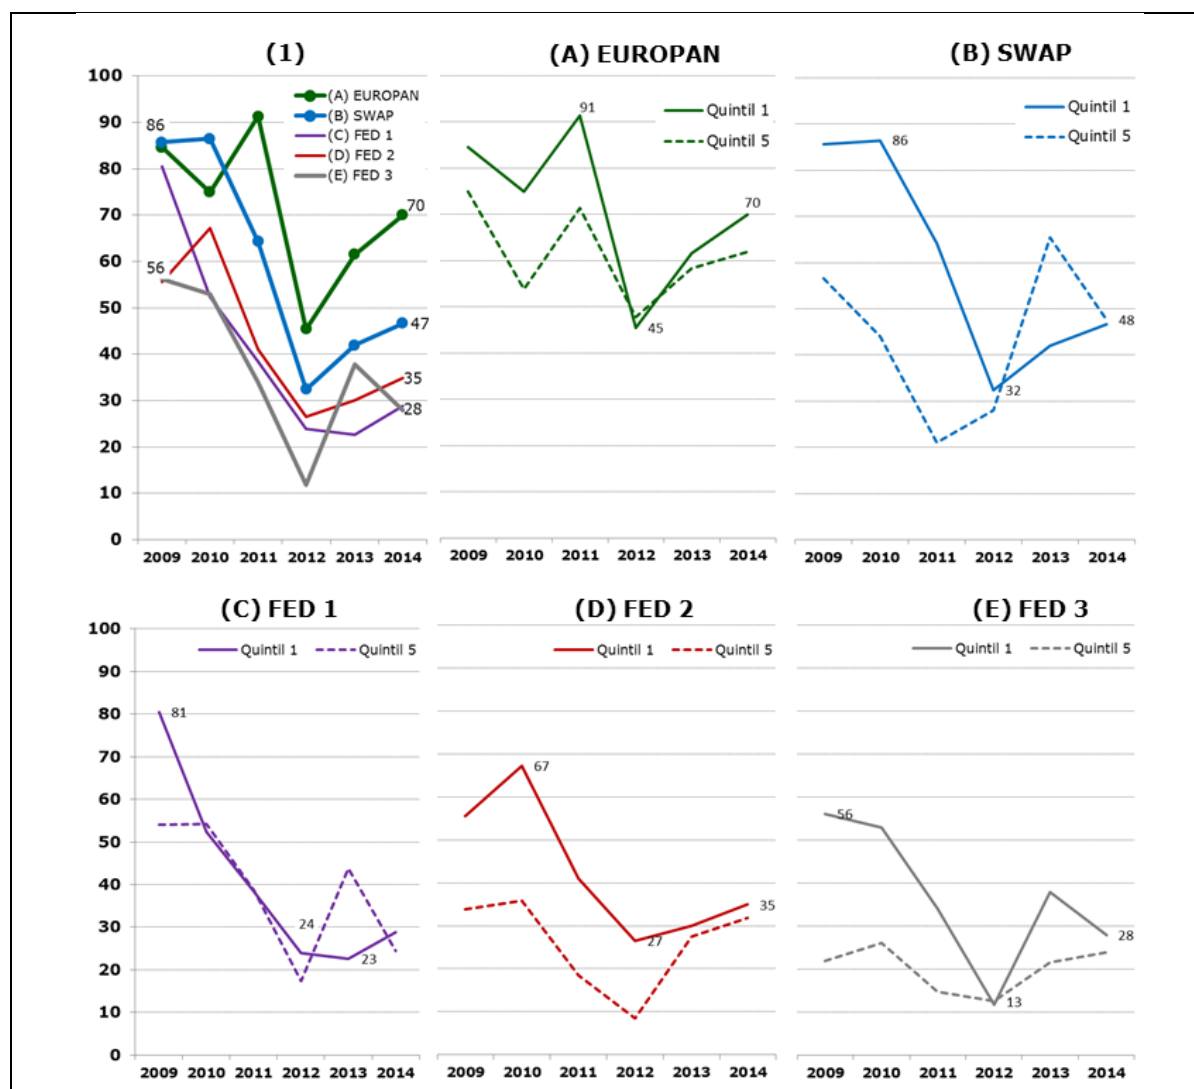 (1)
(A) EUROPAN
(B) SWAP
100
90
80
70
60
50
40
30
20
10
0
(A) EUROPAN
(B) SWAP
(C) FED 1
(D) FED 2
(E) FED 3
86
56
70
47
35
28
2009 2010 2011 2012 2013 2014
Quintil 1
Quintil 5
91
45
70
2009 2010 2011 2012 2013 2014
Quintil 1
Quintil 5
86
32
48
2009 2010 2011 2012 2013 2014
(C) FED 1
(D) FED 2
(E) FED 3
100
90
80
70
60
50
40
30
20
10
0
Quintil 1 Quintil 5
81
24
23
2009 2010 2011 2012 2013 2014
Quintil 1 Quintil 5
67
27
35
2009 2010 2011 2012 2013 2014
Quintil 1 Quintil 5
56
13
28
2009 2010 2011 2012 2013 2014